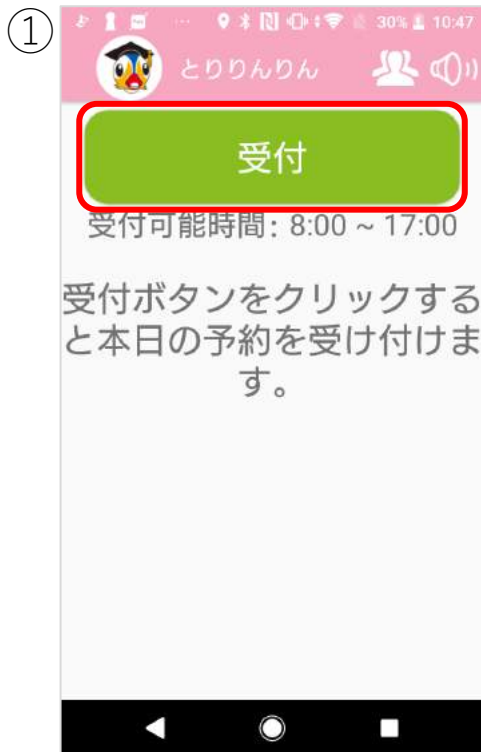 ①
30% 10:47
とりりんりん
受付
受付可能時間: 8:00 ~ 17:00
受付ボタンをクリックする
と本日の予約を受け付けま
す。